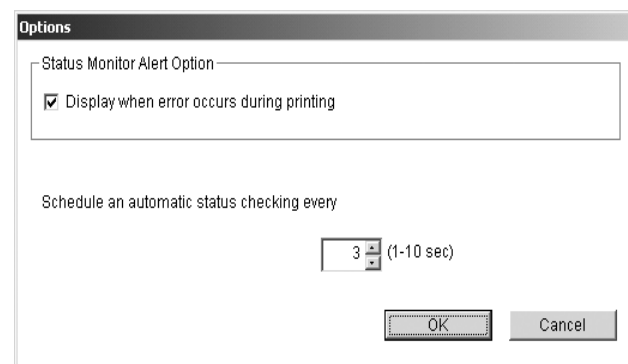 Options
Status Monitor Alert Option
Display when error occurs during printing
Schedule an automatic status checking every
3 (1-10 sec)
OK Cancel